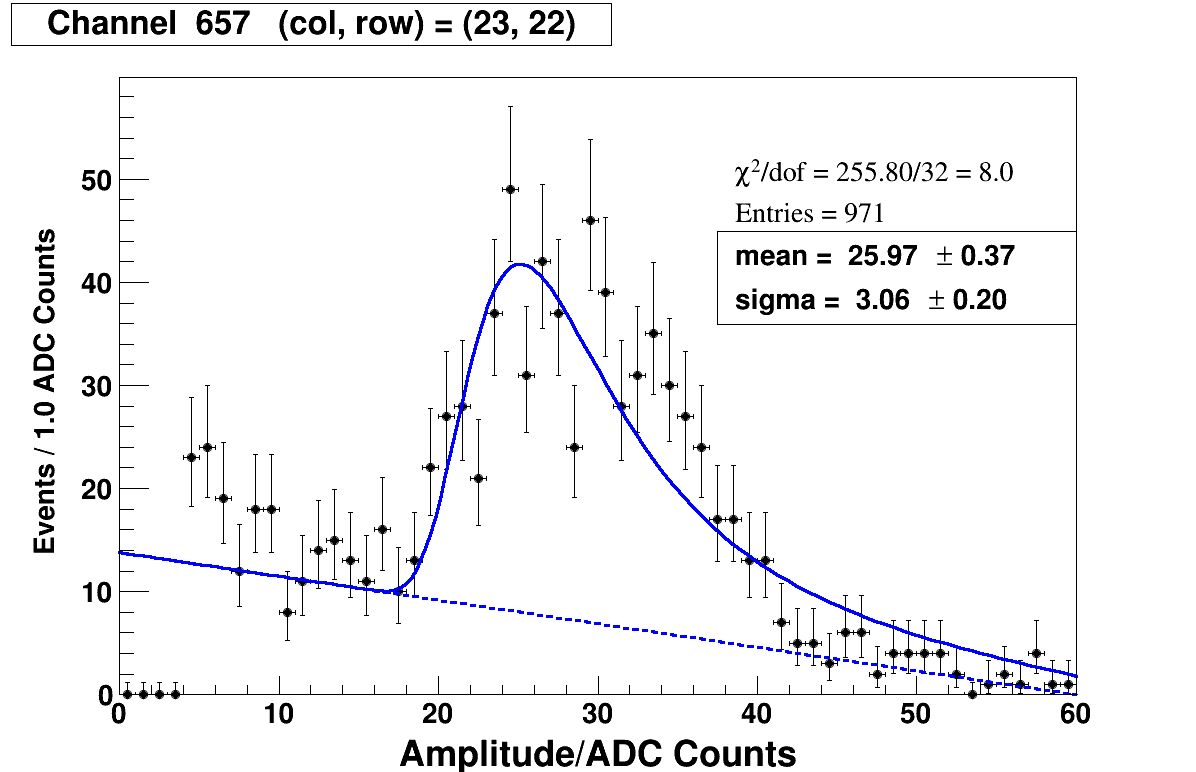 Channel 657 (col, row) = (23, 22)
χ²/dof = 255.80/32 = 8.0
Entries = 971
mean = 25.97 ± 0.37
sigma = 3.06 ± 0.20
Events / 1.0 ADC Counts
50
40
30
20
10
0
0 10 20 30 40 50 60
Amplitude/ADC Counts